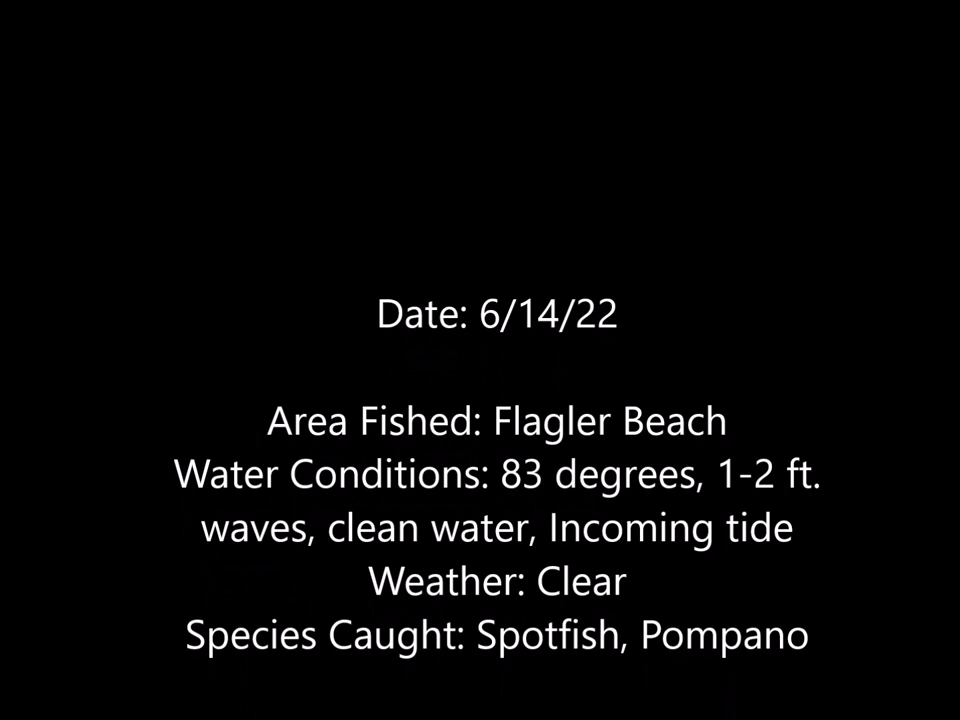 Date: 6/14/22
Area Fished: Flagler Beach
Water Conditions: 83 degrees, 1-2 ft.
waves, clean water, Incoming tide
Weather: Clear
Species Caught: Spotfish, Pompano